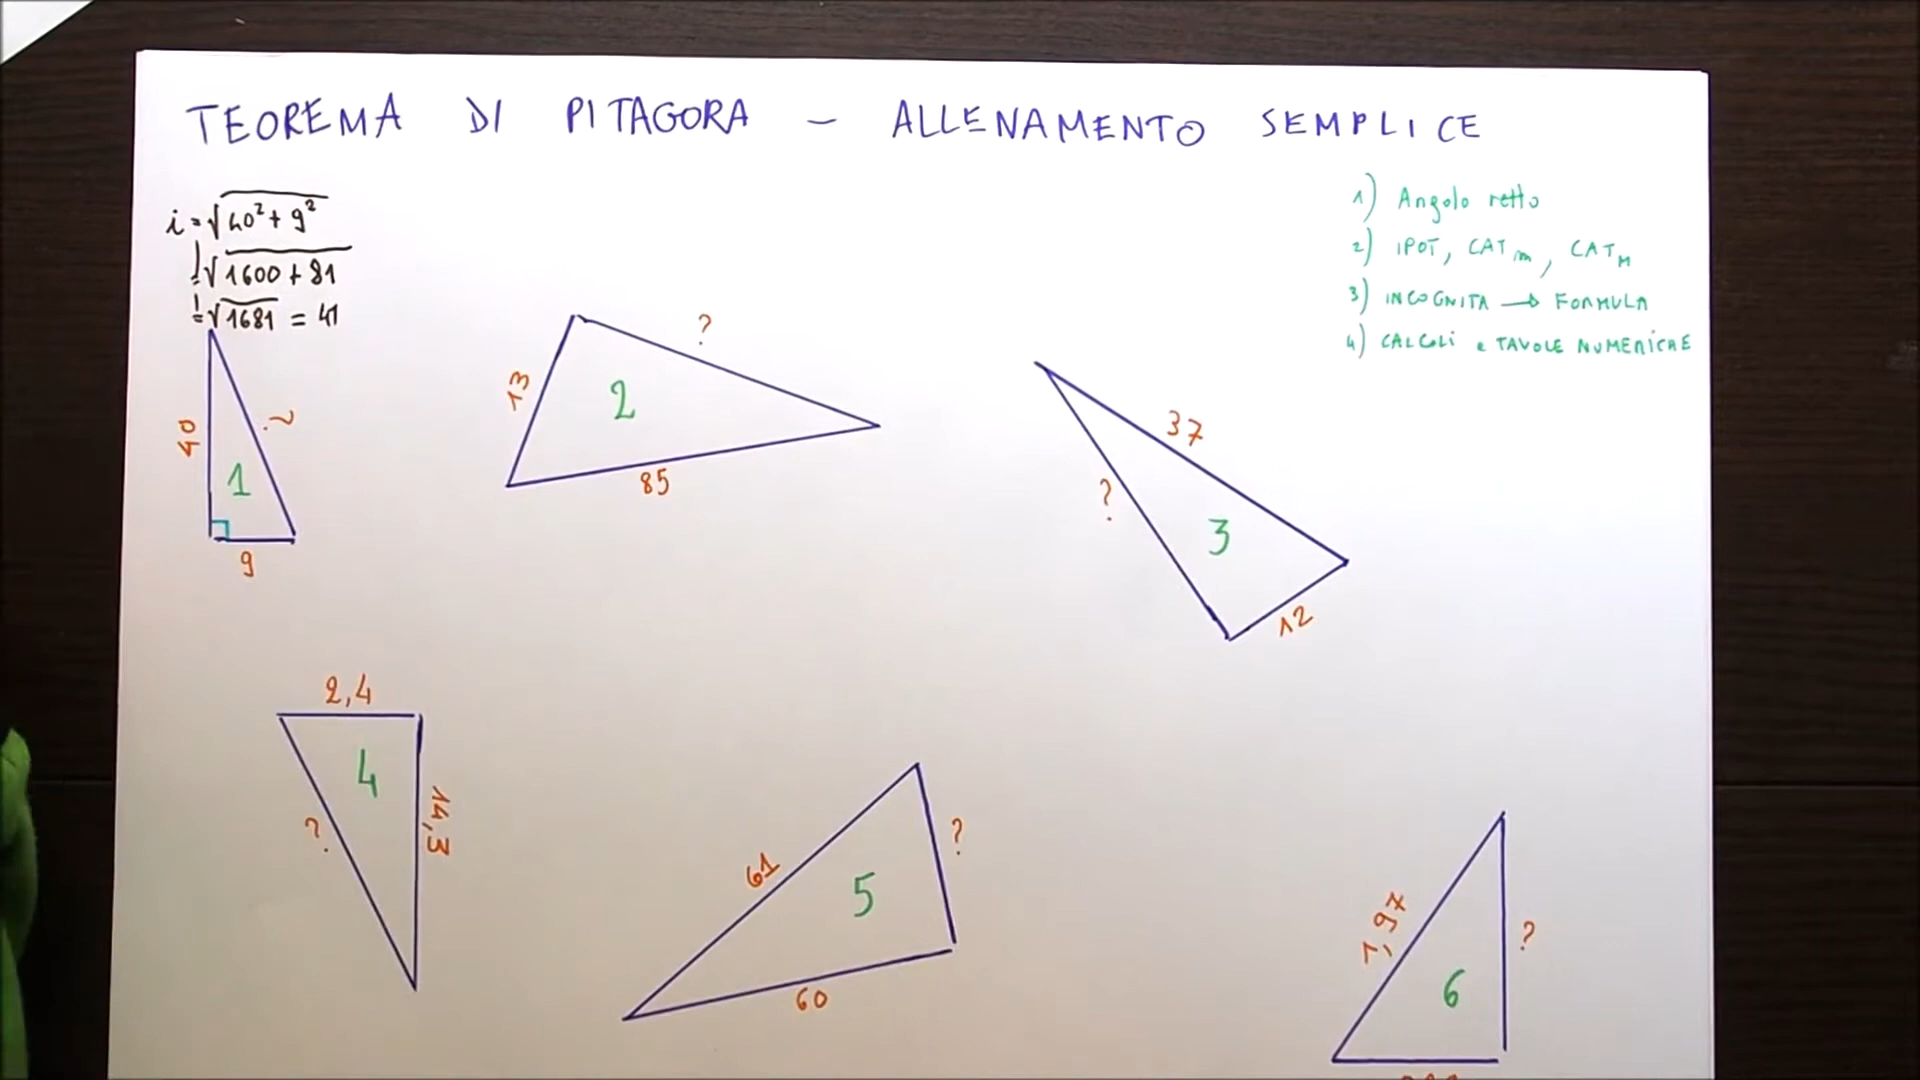 TEOREMA DI PITAGORA – ALLENAMENTO SEMPLICE
1) Angolo retto
2) IPOT, CAT m, CAT M
3) INCOGNITA → FORMULA
4) CALCOLI e TAVOLE NUMERICHE
i = √40² + 9²
= √1600 + 81
= √1681 = 41
40
?
1
9
13
?
2
85
37
?
3
12
2,4
4
?
14,3
61
?
5
60
1,97
?
6